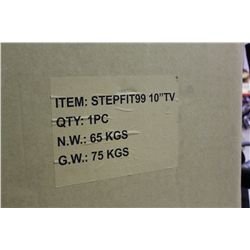 ITEM: STEPFIT99 10"TV
QTY: 1PC
N.W.: 65 KGS
G.W.: 75 KGS